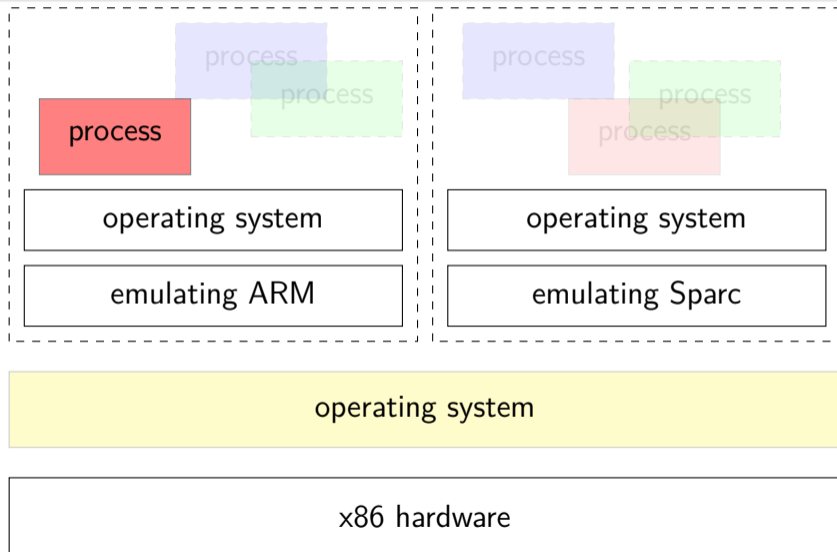 process
process
process
operating system
emulating ARM
process
process
process
operating system
emulating Sparc
operating system
x86 hardware